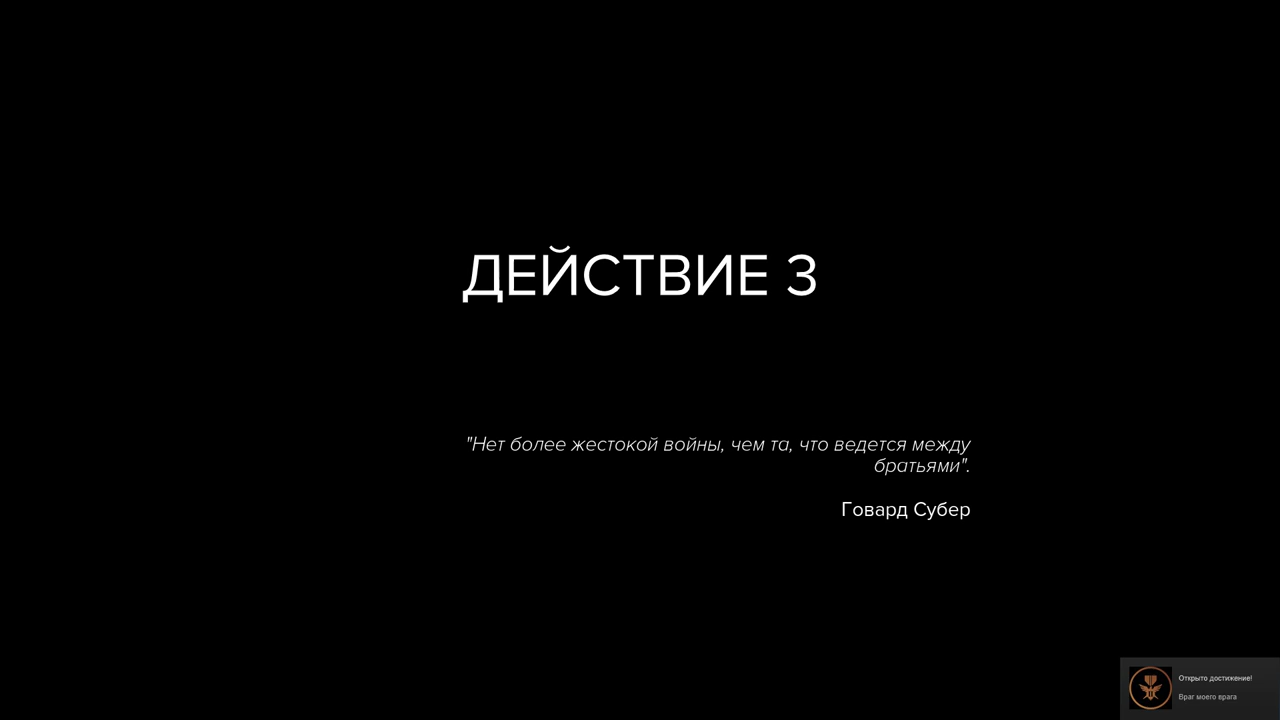 ДЕЙСТВИЕ 3
"Нет более жестокой войны, чем та, что ведется между
братьями".
Говард Субер
Открыто достижение!
Враг моего врага